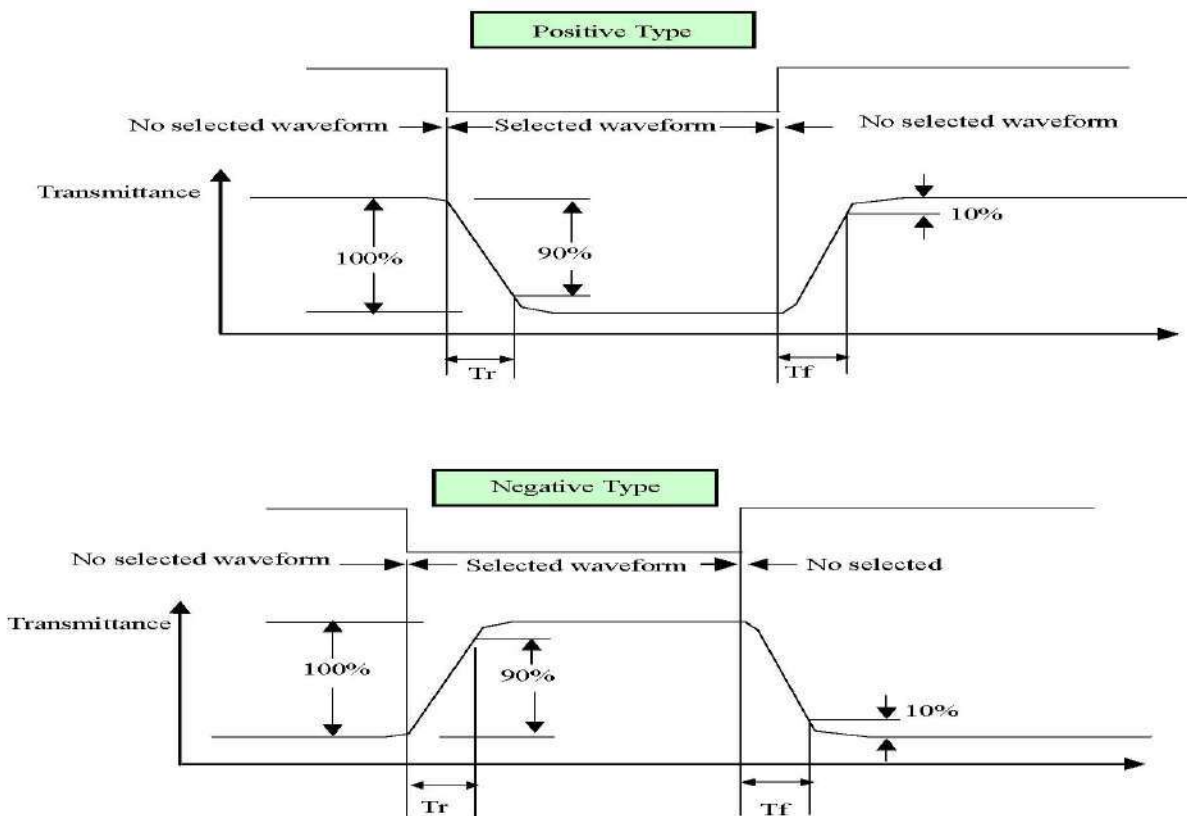 Positive Type
No selected waveform
Selected waveform
No selected waveform
Transmittance
100%
90%
10%
Tr
Tf
Negative Type
No selected waveform
Selected waveform
No selected
Transmittance
100%
90%
10%
Tr
Tf